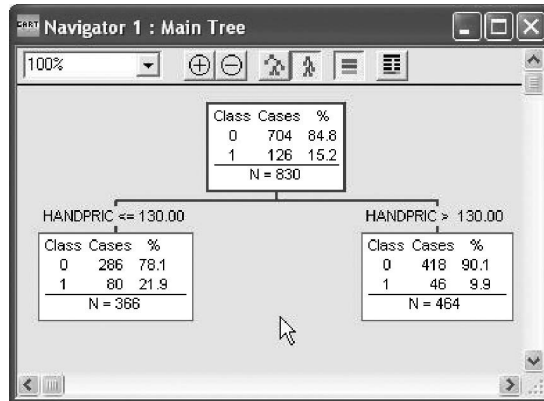 CART Navigator 1 : Main Tree
100%
Class Cases %
0 704 84.8
1 126 15.2
N = 830
HANDPRIC <= 130.00
Class Cases %
0 286 78.1
1 80 21.9
N = 366
HANDPRIC > 130.00
Class Cases %
0 418 90.1
1 46 9.9
N = 464